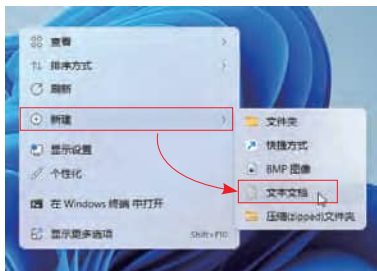 查看
排序方式
刷新
新建
显示设置
个性化
在 Windows 终端 中打开
显示更多选项 Shift+F10
文件夹
快捷方式
BMP 图像
文本文档
压缩(zipped)文件夹